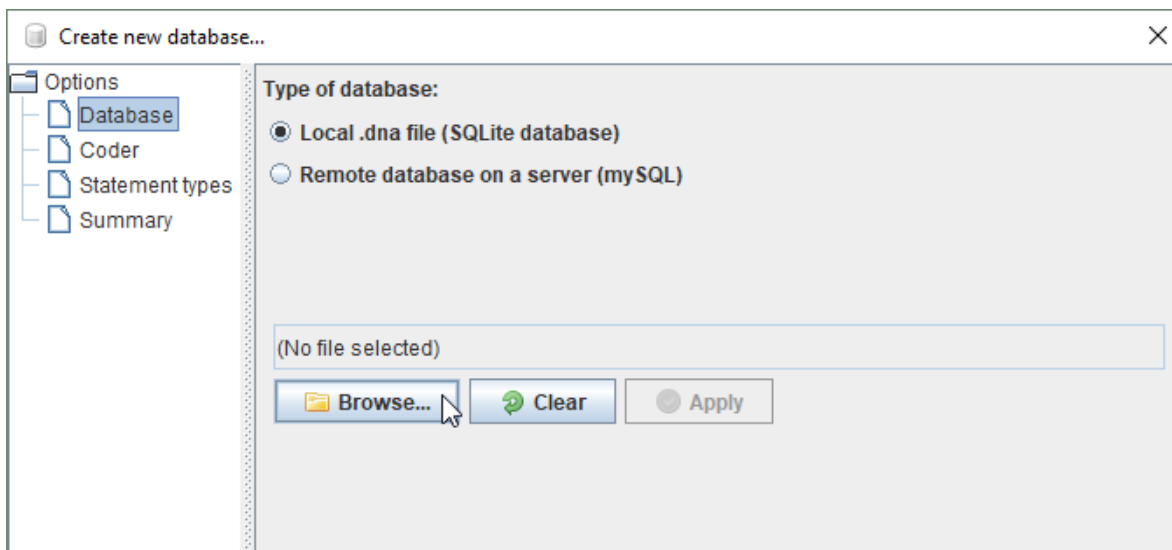 Create new database...
Options
Database
Coder
Statement types
Summary
Type of database:
Local .dna file (SQLite database)
Remote database on a server (mySQL)
(No file selected)
Browse... Clear Apply